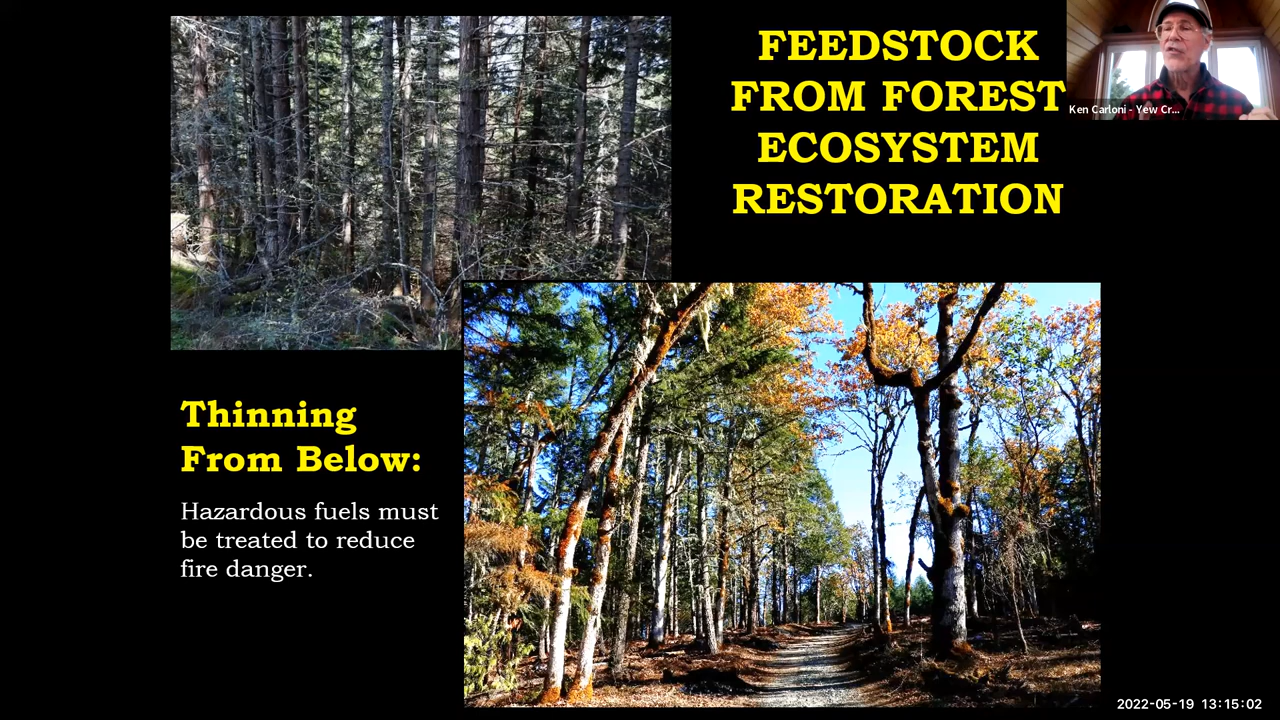 FEEDSTOCK
FROM FOREST
ECOSYSTEM
RESTORATION
Ken Carloni - Yew Cr...
Thinning
From Below:
Hazardous fuels must
be treated to reduce
fire danger.
2022-05-19 13:15:02